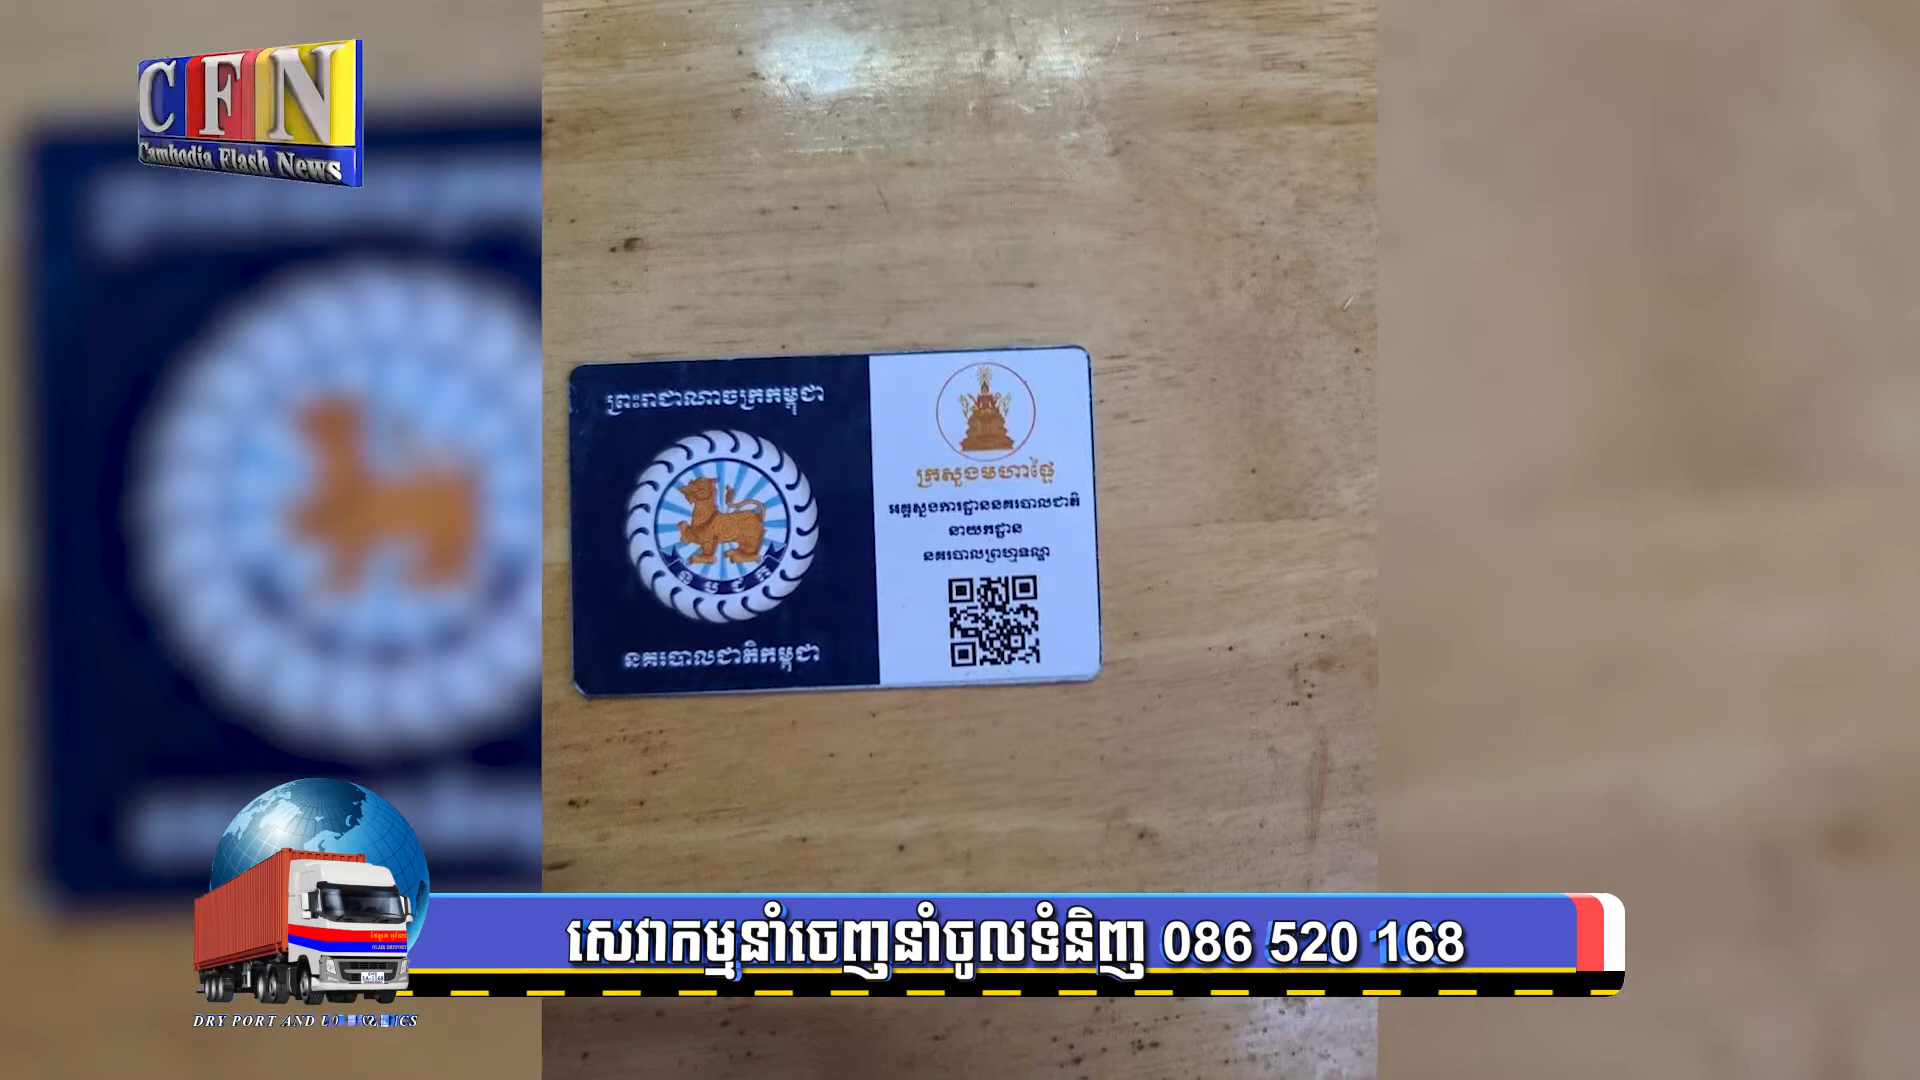 CFN
Cambodia Flash News
ព្រះរាជាណាចក្រកម្ពុជា
ន ប ជ ក
នគរបាលជាតិកម្ពុជា
ក្រសួងមហាផ្ទៃ
អគ្គស្នងការដ្ឋាននគរបាលជាតិ
នាយកដ្ឋាន
នគរបាលព្រហ្មទណ្ឌ
សេវាកម្មនាំចេញនាំចូលទំនិញ 086 520 168
DRY PORT AND